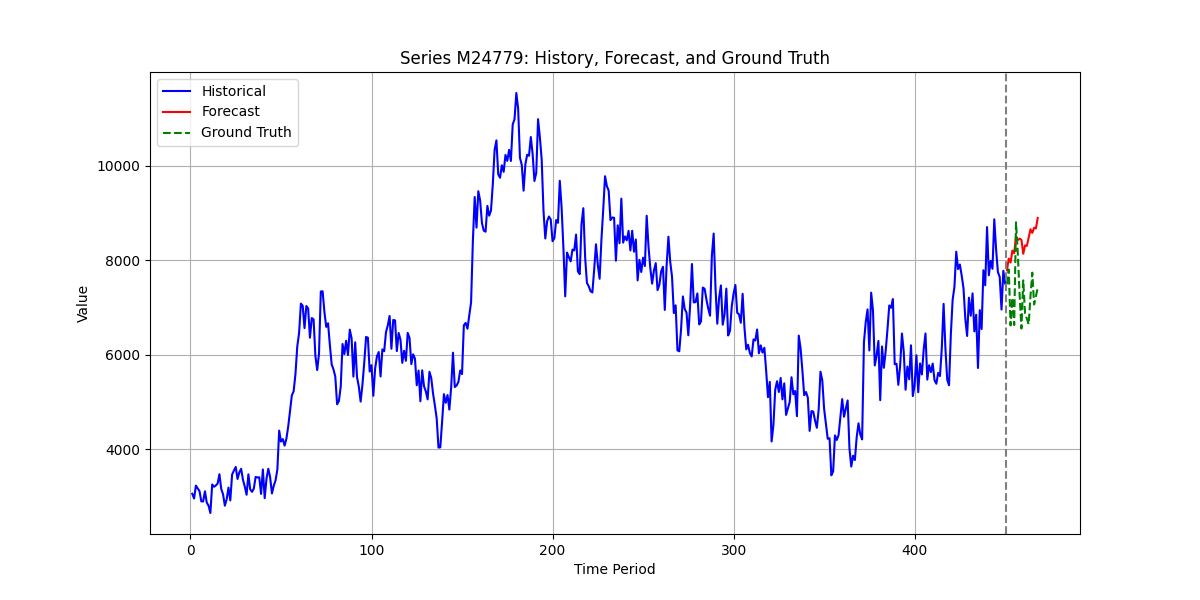 Series M24779: History, Forecast, and Ground Truth
Historical
Forecast
Ground Truth
10000
8000
6000
4000
Value
0
100
200
300
400
Time Period